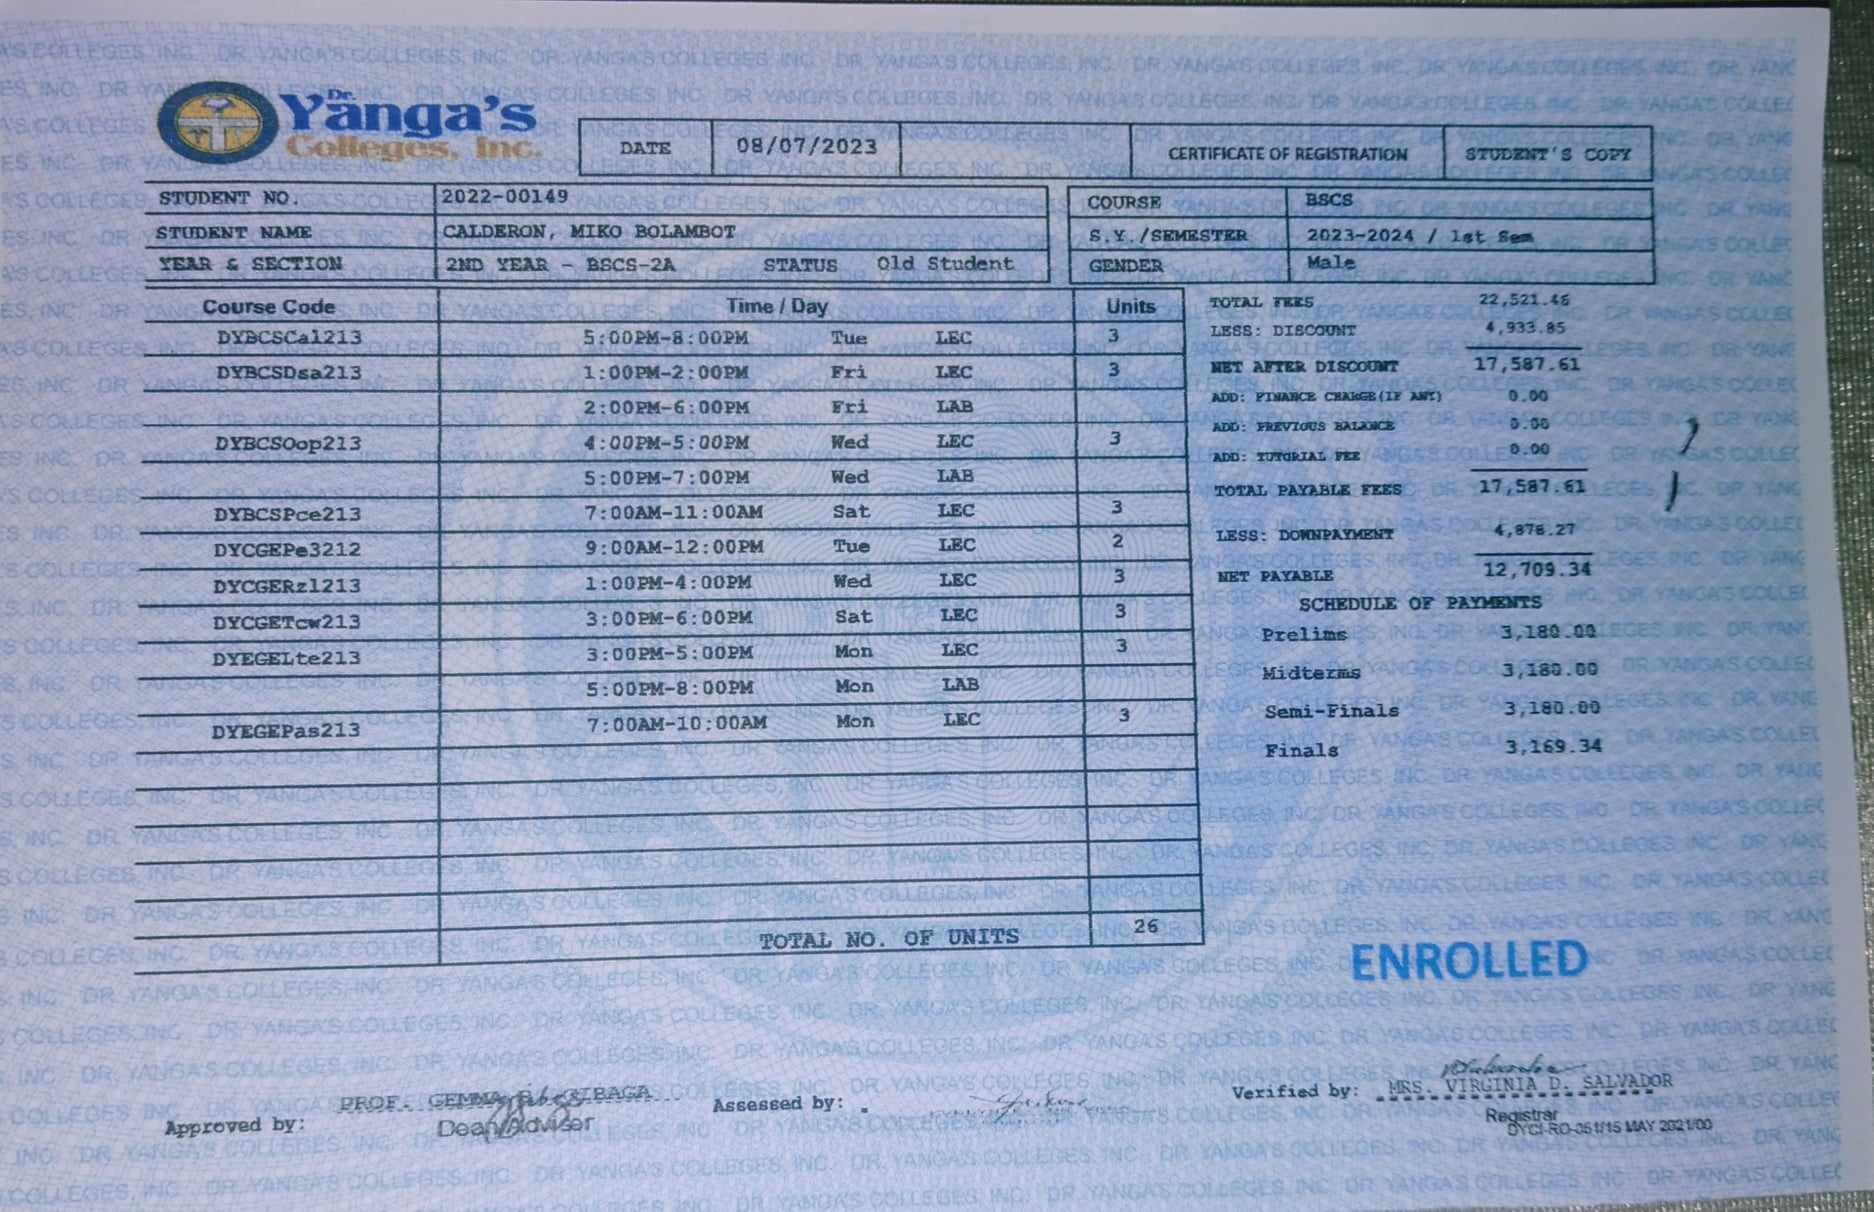 Dr. Yanga's
Colleges, Inc.
DATE 08/07/2023 CERTIFICATE OF REGISTRATION STUDENT'S COPY
STUDENT NO. 2022-00149 COURSE BSCS
STUDENT NAME CALDERON, MIKO BOLAMBOT S.Y./SEMESTER 2023-2024 / 1st Sem
YEAR & SECTION 2ND YEAR - BSCS-2A STATUS Old Student GENDER Male
Course Code Time / Day Units
DYBCSCal213 5:00PM-8:00PM Tue LEC 3
DYBCSDsa213 1:00PM-2:00PM Fri LEC 3
2:00PM-6:00PM Fri LAB
DYBCSOop213 4:00PM-5:00PM Wed LEC 3
5:00PM-7:00PM Wed LAB
DYBCSPce213 7:00AM-11:00AM Sat LEC 3
DYCGEPe3212 9:00AM-12:00PM Tue LEC 2
DYCGERzl213 1:00PM-4:00PM Wed LEC 3
DYCGETcw213 3:00PM-6:00PM Sat LEC 3
DYEGELte213 3:00PM-5:00PM Mon LEC 3
5:00PM-8:00PM Mon LAB
DYEGEPas213 7:00AM-10:00AM Mon LEC 3
TOTAL NO. OF UNITS 26
TOTAL FEES 22,521.46
LESS: DISCOUNT 4,933.85
NET AFTER DISCOUNT 17,587.61
ADD: FINANCE CHARGE(IF ANY) 0.00
ADD: PREVIOUS BALANCE 0.00
ADD: TUTORIAL FEE 0.00
TOTAL PAYABLE FEES 17,587.61
LESS: DOWNPAYMENT 4,878.27
NET PAYABLE 12,709.34
SCHEDULE OF PAYMENTS
Prelims 3,180.00
Midterms 3,180.00
Semi-Finals 3,180.00
Finals 3,169.34
ENROLLED
Approved by: PROF. GEMMA
Dean/Adviser
Assessed by:
Verified by: MRS. VIRGINIA D. SALVADOR
Registrar
DYCI-RO-051/15 MAY 2021/00